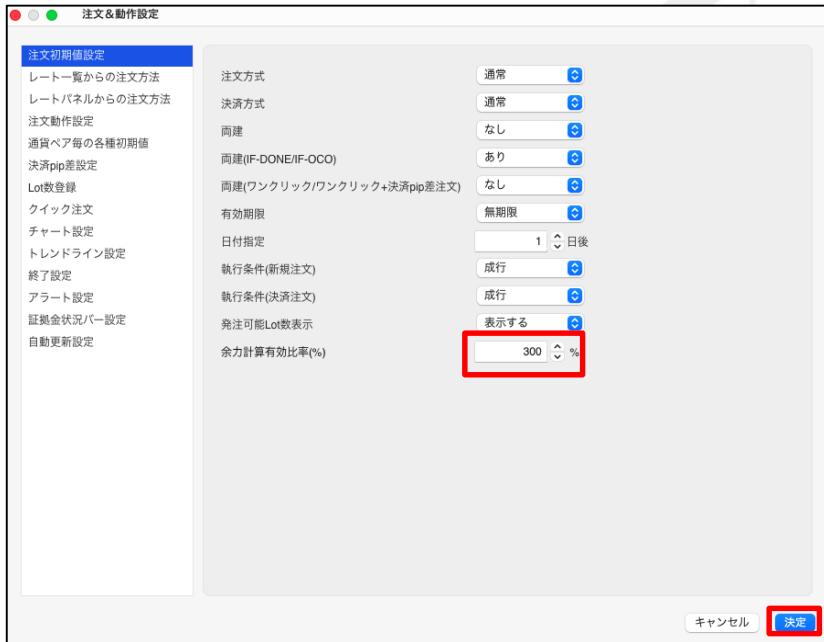 注文&動作設定
注文初期値設定
レート一覧からの注文方法
レートパネルからの注文方法
注文動作設定
通貨ペア毎の各種初期値
決済pip差設定
Lot数登録
クイック注文
チャート設定
トレンドライン設定
終了設定
アラート設定
証拠金状況バー設定
自動更新設定
注文方式 通常
決済方式 通常
両建 なし
両建(IF-DONE/IF-OCO) あり
両建(ワンクリック/ワンクリック+決済pip差注文) なし
有効期限 無期限
日付指定 1 日後
執行条件(新規注文) 成行
執行条件(決済注文) 成行
発注可能Lot数表示 表示する
余力計算有効比率(%) 300 %
キャンセル 決定